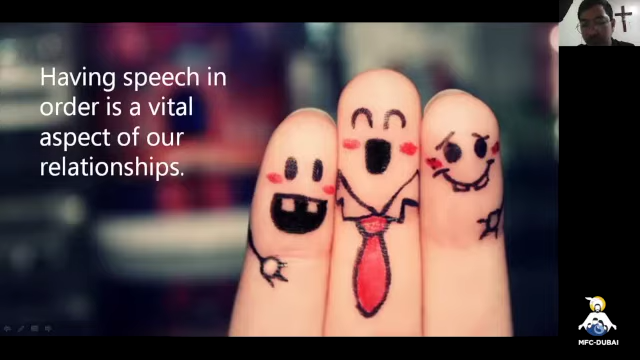 Having speech in
order is a vital
aspect of our
relationships.
MFC-DUBAI